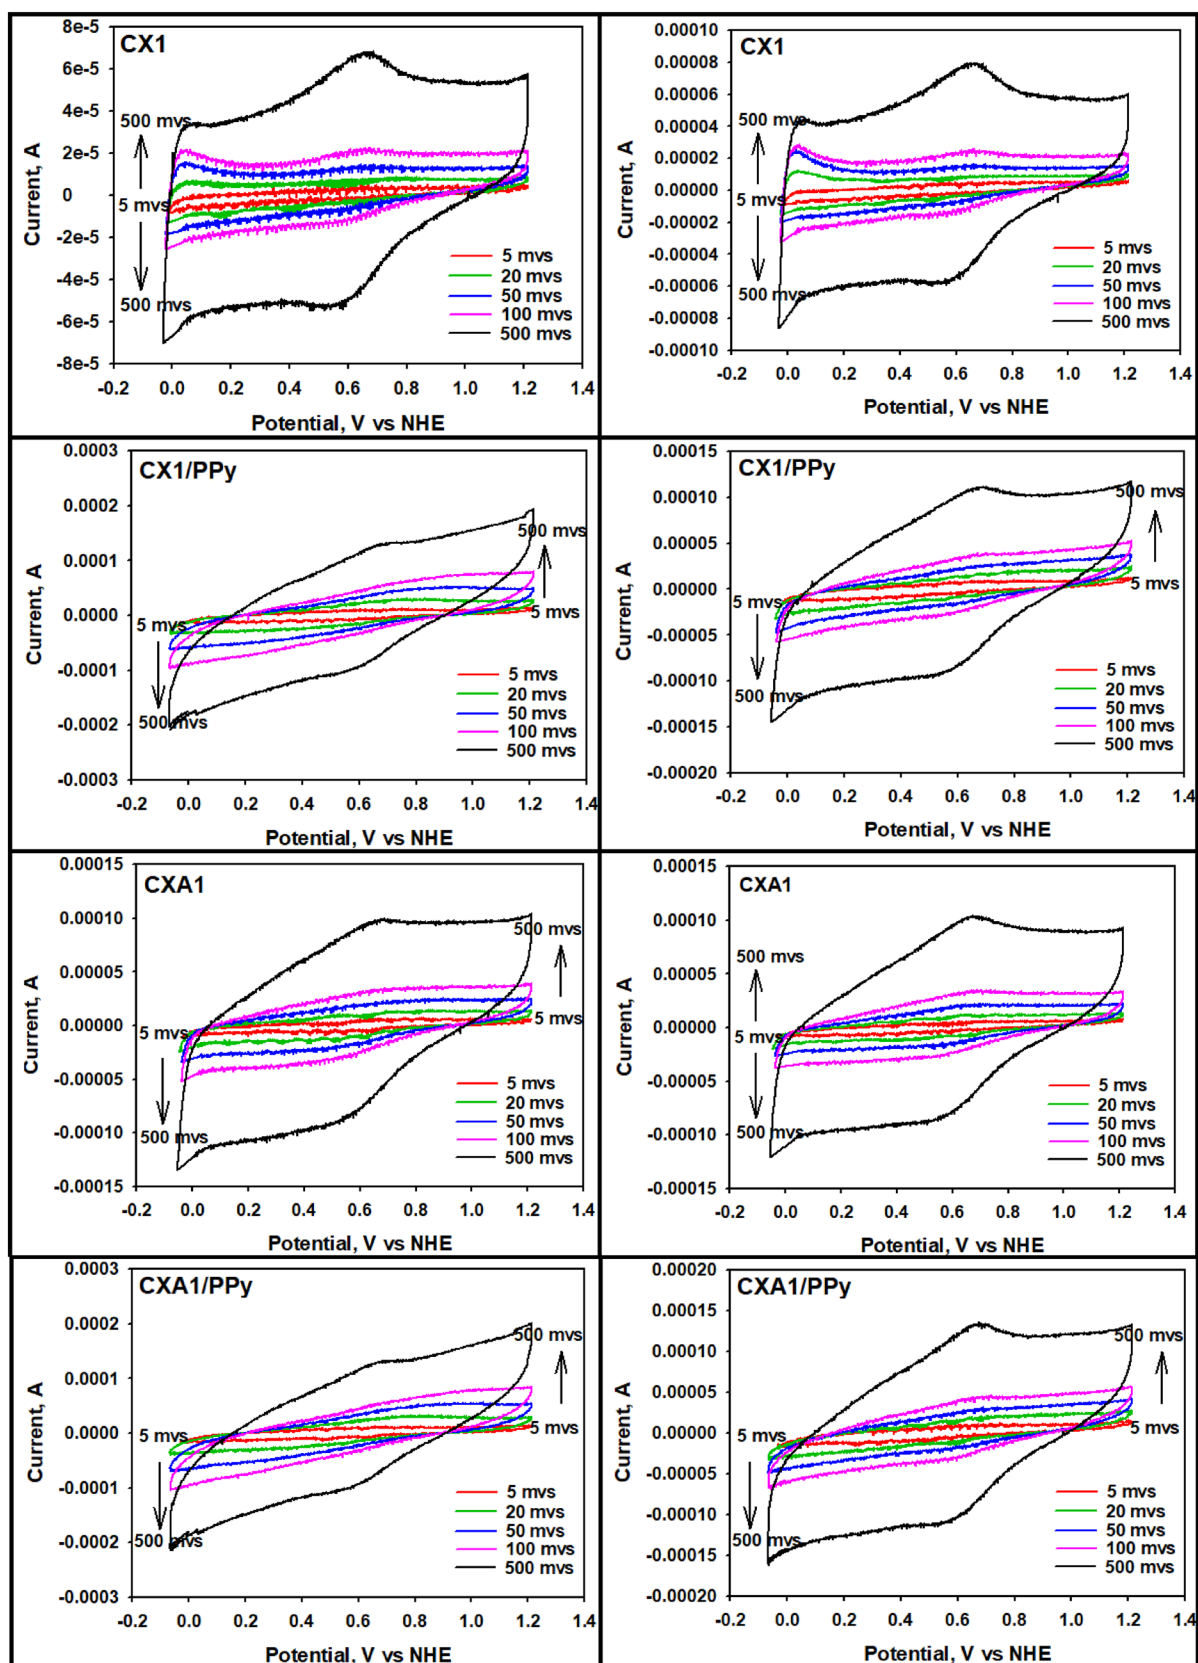 CX1
8e-5
6e-5
4e-5
2e-5
0
-2e-5
-4e-5
-6e-5
-8e-5
Current, A
500 mvs
5 mvs
500 mvs
5 mvs
20 mvs
50 mvs
100 mvs
500 mvs
-0.2 0.0 0.2 0.4 0.6 0.8 1.0 1.2 1.4
Potential, V vs NHE
CX1
0.00010
0.00008
0.00006
0.00004
0.00002
0.00000
-0.00002
-0.00004
-0.00006
-0.00008
-0.00010
Current, A
500 mvs
5 mvs
500 mvs
5 mvs
20 mvs
50 mvs
100 mvs
500 mvs
-0.2 0.0 0.2 0.4 0.6 0.8 1.0 1.2 1.4
Potential, V vs NHE
CX1/PPy
0.0003
0.0002
0.0001
0.0000
-0.0001
-0.0002
-0.0003
Current, A
500 mvs
5 mvs
5 mvs
500 mvs
5 mvs
20 mvs
50 mvs
100 mvs
500 mvs
-0.2 0.0 0.2 0.4 0.6 0.8 1.0 1.2 1.4
Potential, V vs NHE
CX1/PPy
0.00015
0.00010
0.00005
0.00000
-0.00005
-0.00010
-0.00015
-0.00020
Current, A
500 mvs
5 mvs
5 mvs
500 mvs
5 mvs
20 mvs
50 mvs
100 mvs
500 mvs
-0.2 0.0 0.2 0.4 0.6 0.8 1.0 1.2 1.4
Potential, V vs NHE
CXA1
0.00015
0.00010
0.00005
0.00000
-0.00005
-0.00010
-0.00015
Current, A
500 mvs
5 mvs
5 mvs
500 mvs
5 mvs
20 mvs
50 mvs
100 mvs
500 mvs
-0.2 0.0 0.2 0.4 0.6 0.8 1.0 1.2 1.4
Potential, V vs NHE
CXA1
0.00015
0.00010
0.00005
0.00000
-0.00005
-0.00010
-0.00015
Current, A
500 mvs
5 mvs
500 mvs
5 mvs
20 mvs
50 mvs
100 mvs
500 mvs
-0.2 0.0 0.2 0.4 0.6 0.8 1.0 1.2 1.4
Potential, V vs NHE
CXA1/PPy
0.0003
0.0002
0.0001
0.0000
-0.0001
-0.0002
-0.0003
Current, A
500 mvs
5 mvs
5 mvs
500 mvs
5 mvs
20 mvs
50 mvs
100 mvs
500 mvs
-0.2 0.0 0.2 0.4 0.6 0.8 1.0 1.2 1.4
Potential, V vs NHE
CXA1/PPy
0.00020
0.00015
0.00010
0.00005
0.00000
-0.00005
-0.00010
-0.00015
-0.00020
Current, A
500 mvs
5 mvs
5 mvs
500 mvs
5 mvs
20 mvs
50 mvs
100 mvs
500 mvs
-0.2 0.0 0.2 0.4 0.6 0.8 1.0 1.2 1.4
Potential, V vs NHE